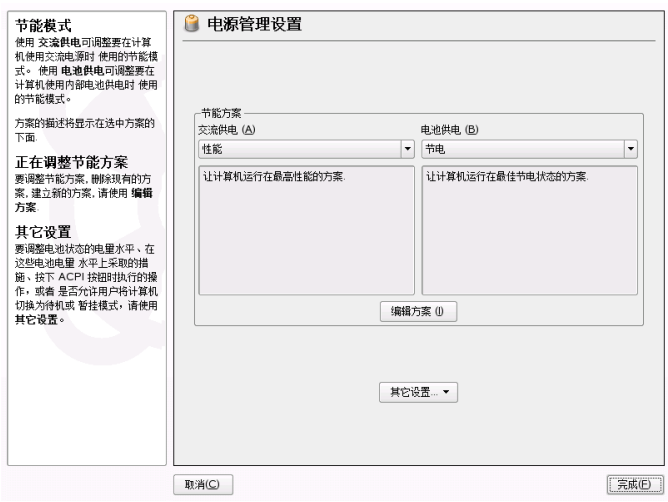 节能模式
使用 交流供电可调整要在计算
机使用交流电源时 使用的节能模
式。 使用 电池供电可调整要在
计算机使用内部电池供电时 使用
的节能模式。
方案的描述将显示在选中方案的
下面.
正在调整节能方案
要调整节能方案, 删除现有的方
案, 建立新的方案, 请使用 编辑
方案.
其它设置
要调整电池状态的电量水平、在
这些电池电量 水平上采取的措
施、按下 ACPI 按钮时执行的操
作，或者 是否允许用户将计算机
切换为待机或 暂挂模式，请使用
其它设置。
电源管理设置
节能方案
交流供电 (A)
电池供电 (B)
性能
节电
让计算机运行在最高性能的方案.
让计算机运行在最佳节电状态的方案.
编辑方案 (I)
其它设置...
取消(C)
完成(F)